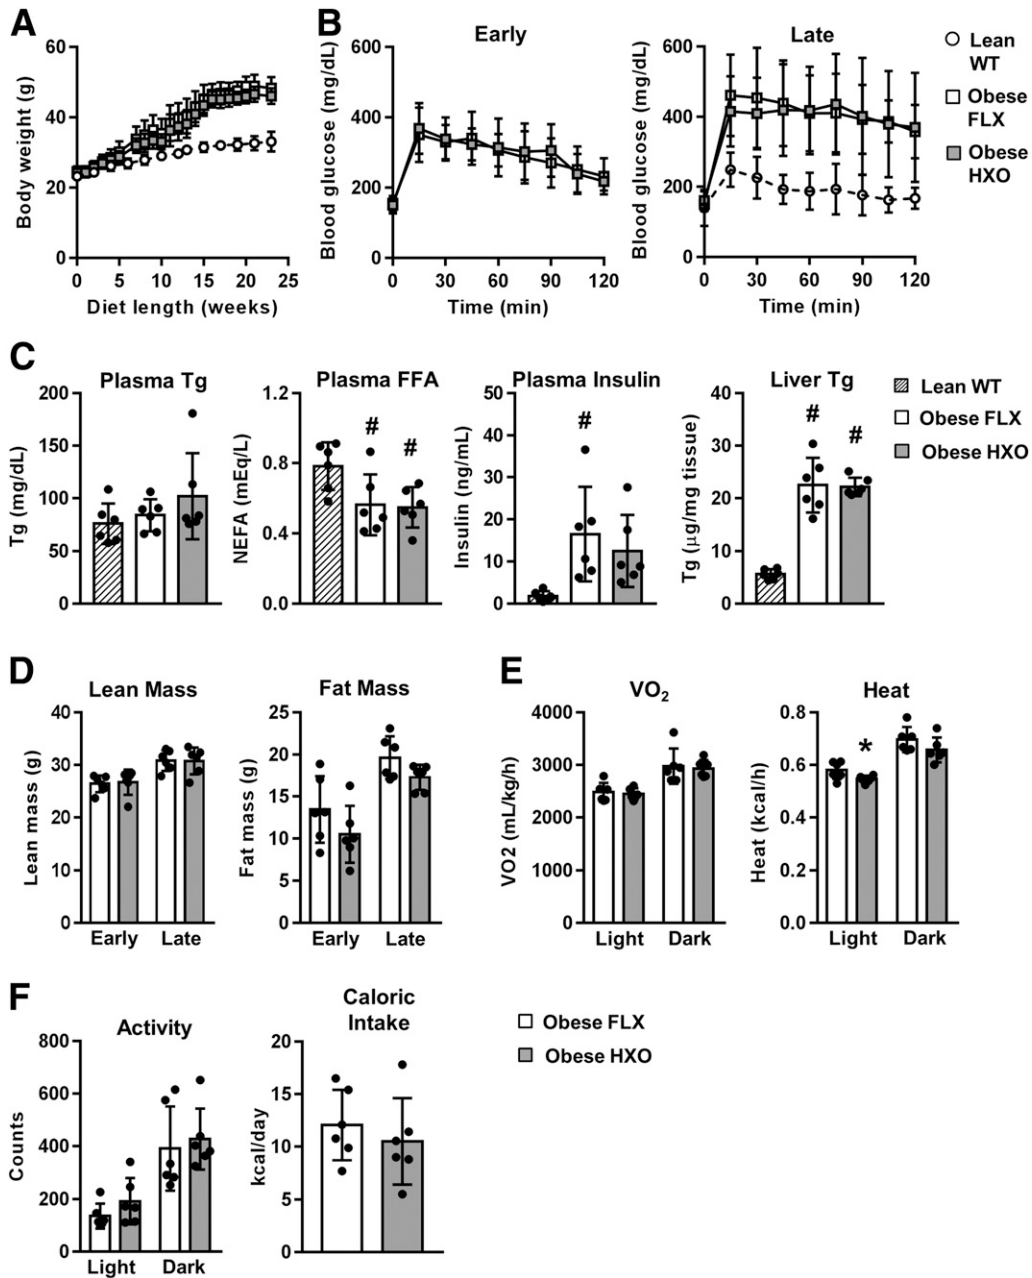 A
Body weight (g)
60
40
20
0
0 5 10 15 20 25
Diet length (weeks)
B
Early
Blood glucose (mg/dL)
600
400
200
0
0 30 60 90 120
Time (min)
Late
Blood glucose (mg/dL)
600
400
200
0
0 30 60 90 120
Time (min)
Lean
WT
Obese
FLX
Obese
HXO
C
Plasma Tg
Tg (mg/dL)
200
150
100
50
0
Plasma FFA
NEFA (mEq/L)
1.2
0.8
0.4
0.0
# #
Plasma Insulin
Insulin (ng/mL)
50
40
30
20
10
0
#
Liver Tg
Tg (µg/mg tissue)
40
30
20
10
0
# #
Lean WT
Obese FLX
Obese HXO
D
Lean Mass
Lean mass (g)
40
30
20
10
0
Early Late
Fat Mass
Fat mass (g)
25
20
15
10
5
0
Early Late
E
VO2
VO2 (mL/kg/h)
4000
3000
2000
1000
0
Light Dark
Heat
Heat (kcal/h)
0.8
0.6
0.4
0.2
0.0
*
Light Dark
F
Activity
Counts
800
600
400
200
0
Light Dark
Caloric
Intake
kcal/day
20
15
10
5
0
Obese FLX
Obese HXO